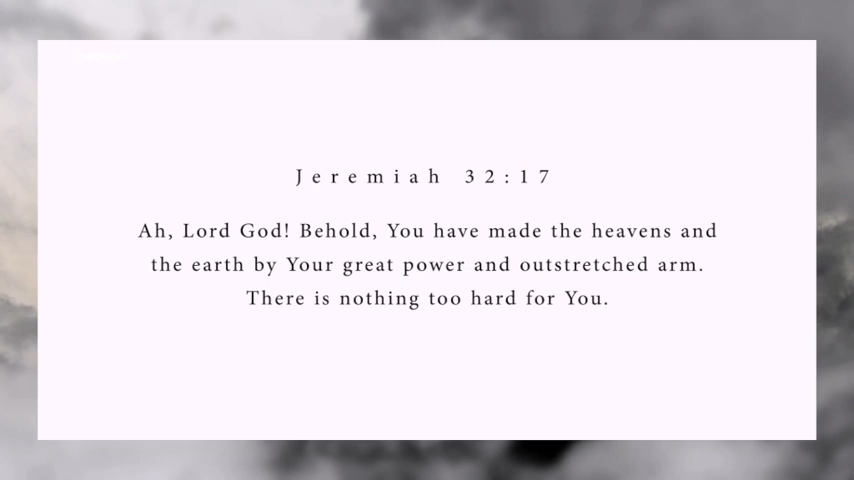 Jeremiah 32:17
Ah, Lord God! Behold, You have made the heavens and
the earth by Your great power and outstretched arm.
There is nothing too hard for You.